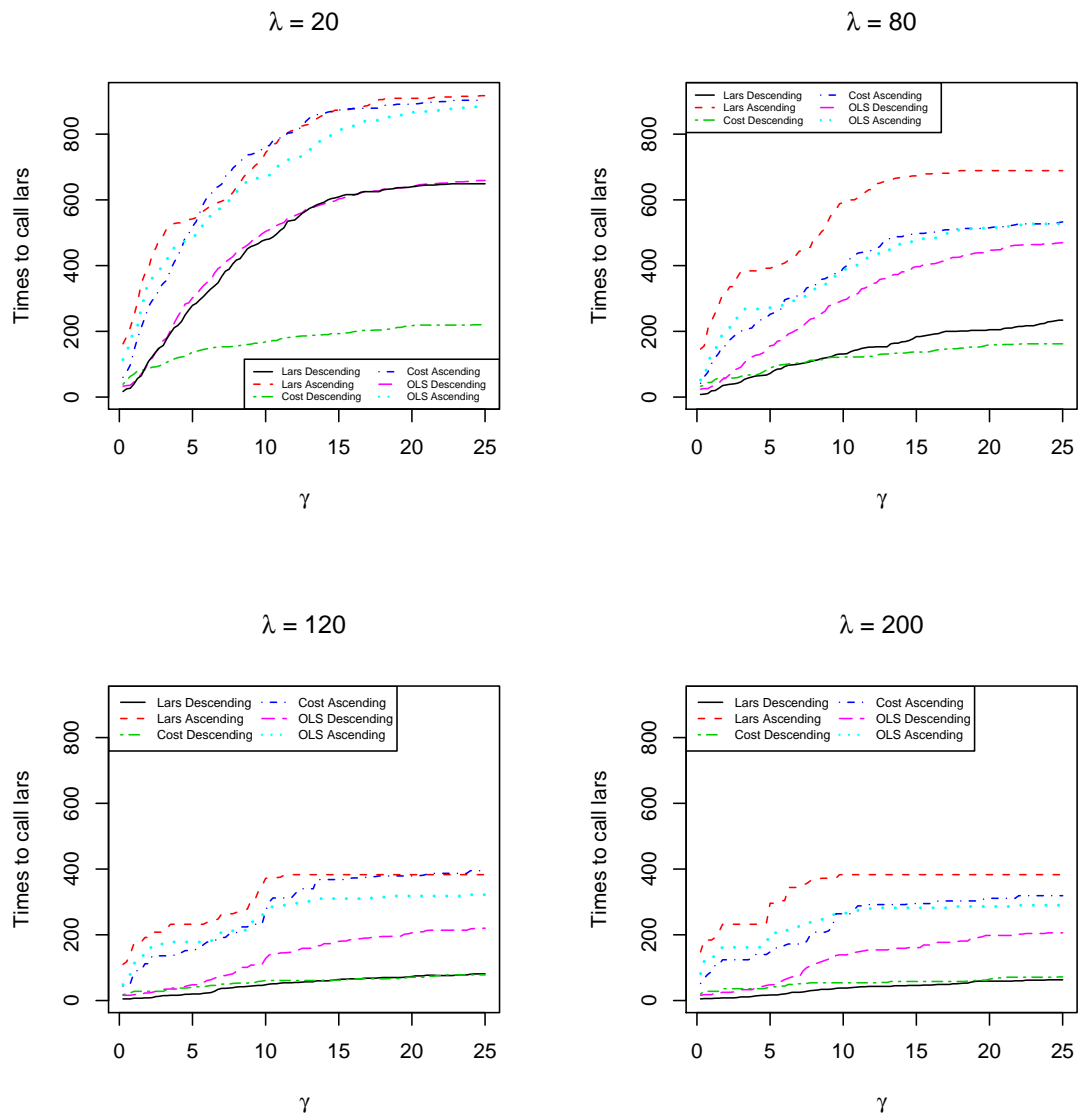 λ = 20
Times to call lars
0 200 400 600 800
Lars Descending
Lars Ascending
Cost Descending
Cost Ascending
OLS Descending
OLS Ascending
0 5 10 15 20 25
γ
λ = 80
Times to call lars
0 200 400 600 800
Lars Descending
Lars Ascending
Cost Descending
Cost Ascending
OLS Descending
OLS Ascending
0 5 10 15 20 25
γ
λ = 120
Times to call lars
0 200 400 600 800
Lars Descending
Lars Ascending
Cost Descending
Cost Ascending
OLS Descending
OLS Ascending
0 5 10 15 20 25
γ
λ = 200
Times to call lars
0 200 400 600 800
Lars Descending
Lars Ascending
Cost Descending
Cost Ascending
OLS Descending
OLS Ascending
0 5 10 15 20 25
γ